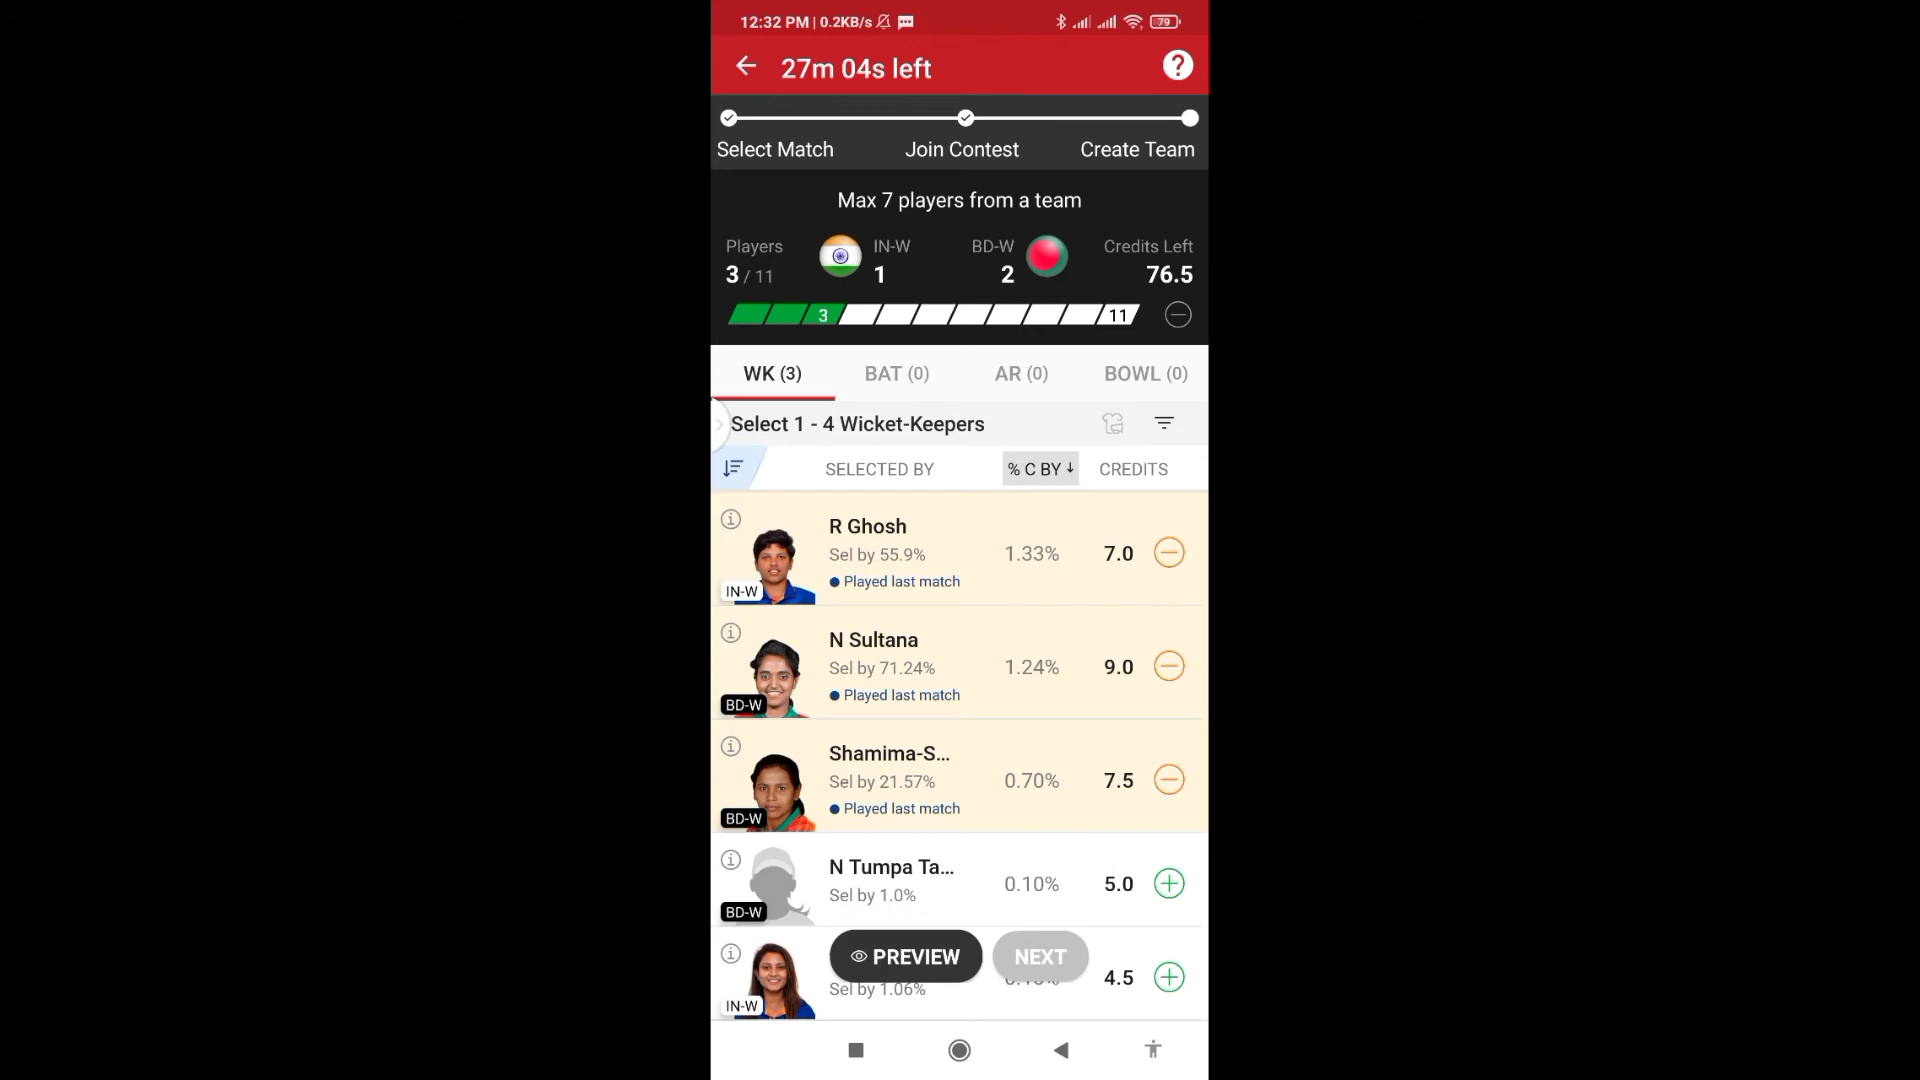 12:32 PM | 0.2KB/s 79
27m 04s left ?
Select Match Join Contest Create Team
Max 7 players from a team
Players IN-W BD-W Credits Left
3 / 11 1 2 76.5
3 11
WK (3) BAT (0) AR (0) BOWL (0)
Select 1 - 4 Wicket-Keepers
SELECTED BY % C BY ↓ CREDITS
R Ghosh
Sel by 55.9% 1.33% 7.0
Played last match
IN-W
N Sultana
Sel by 71.24% 1.24% 9.0
Played last match
BD-W
Shamima-S...
Sel by 21.57% 0.70% 7.5
Played last match
BD-W
N Tumpa Ta...
Sel by 1.0% 0.10% 5.0
BD-W
PREVIEW NEXT
4.5
Sel by 1.06%
IN-W